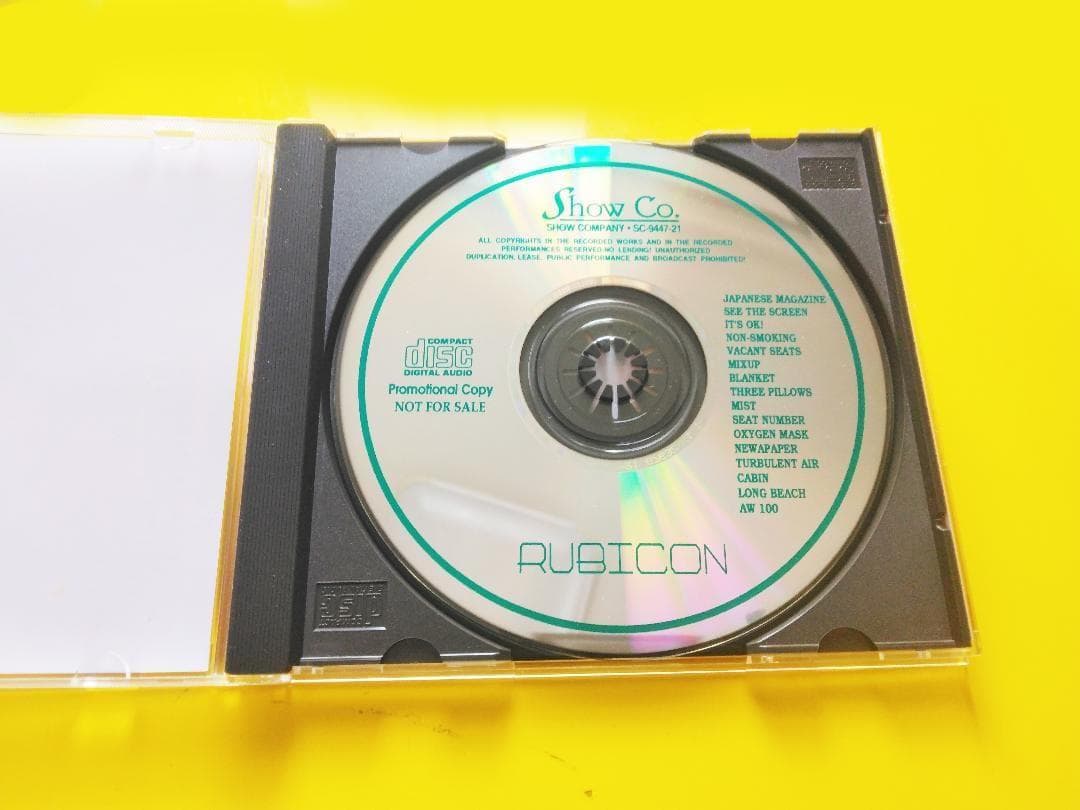 Show Co.
SHOW COMPANY • SC-9447-21
ALL COPYRIGHTS IN THE RECORDED WORKS AND IN THE RECORDED
PERFORMANCES RESERVED NO LENDING! UNAUTHORIZED
DUPLICATION, LEASE, PUBLIC PERFORMANCE AND BROADCAST PROHIBITED!
COMPACT
disc
DIGITAL AUDIO
Promotional Copy
NOT FOR SALE
JAPANESE MAGAZINE
SEE THE SCREEN
IT'S OK!
NON-SMOKING
VACANT SEATS
MIXUP
BLANKET
THREE PILLOWS
MIST
SEAT NUMBER
OXYGEN MASK
NEWAPAPER
TURBULENT AIR
CABIN
LONG BEACH
AW 100
RUBICON